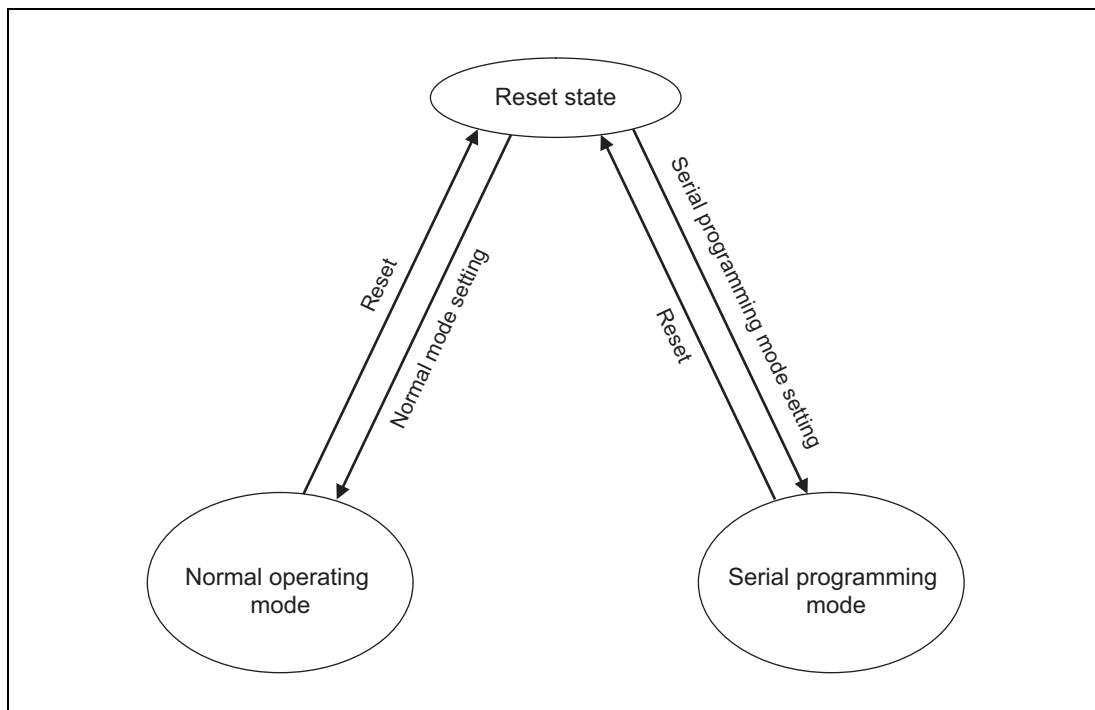 Reset state
Reset
Normal mode setting
Reset
Serial programming mode setting
Normal operating
mode
Serial programming
mode